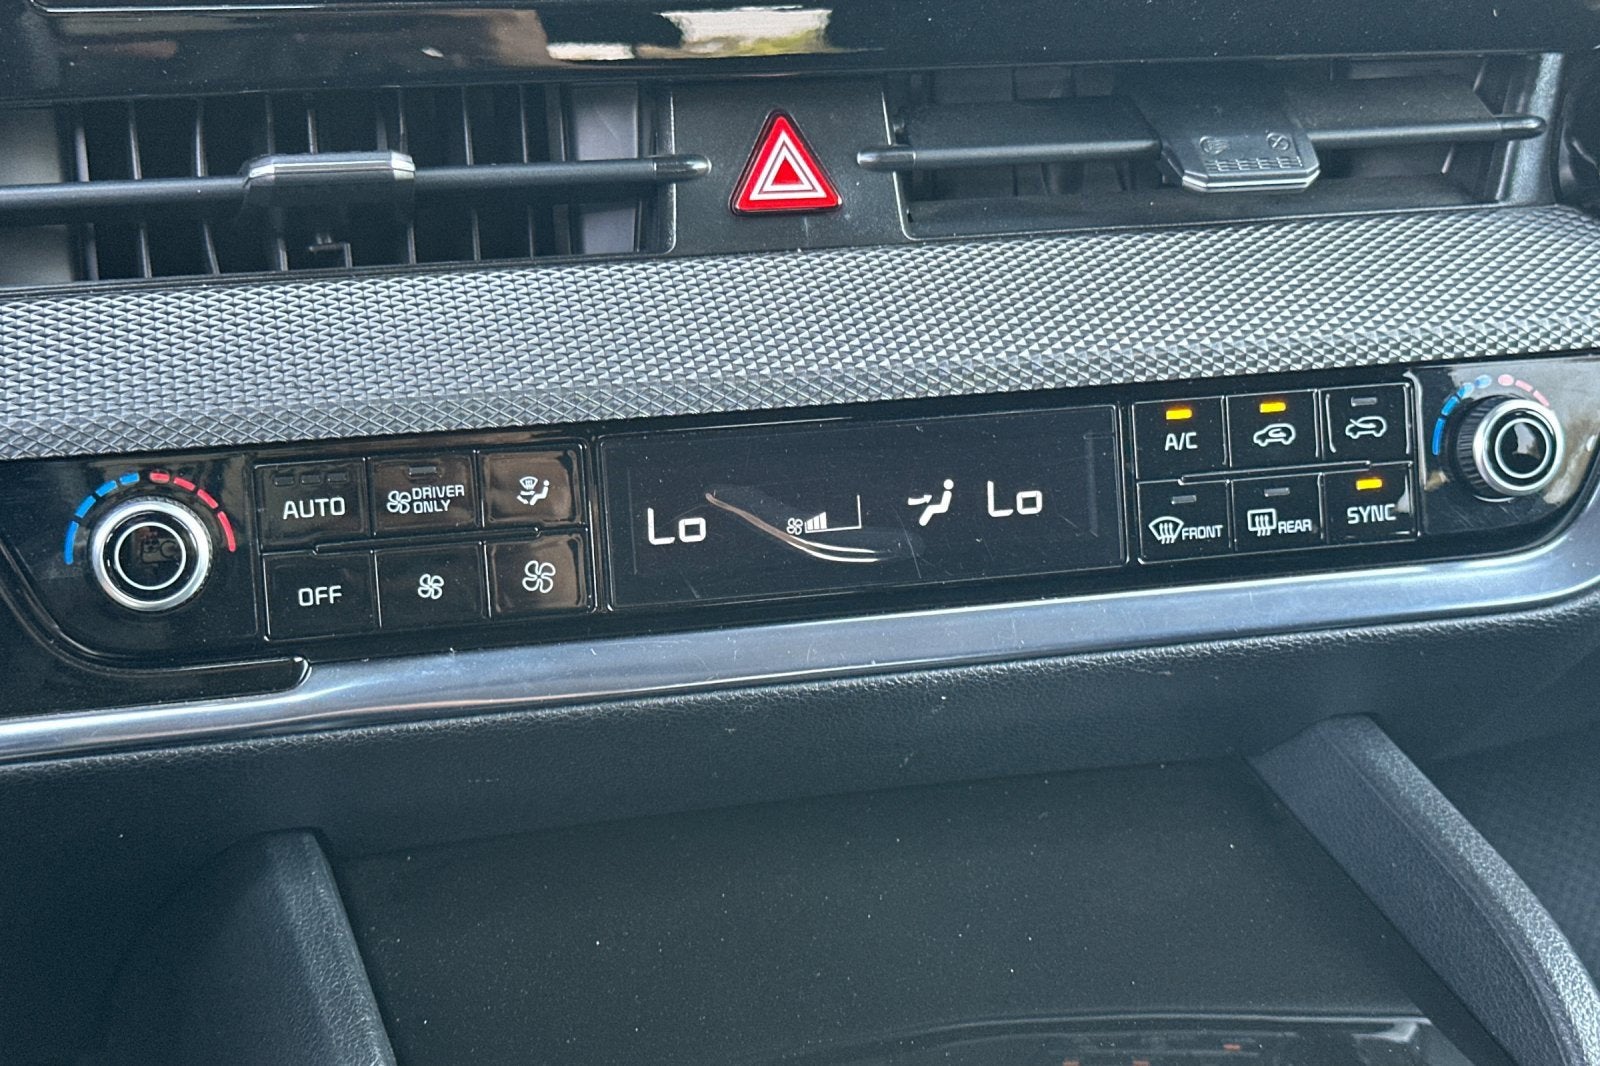 AUTO
DRIVER
ONLY
OFF
Lo
Lo
A/C
FRONT
REAR
SYNC